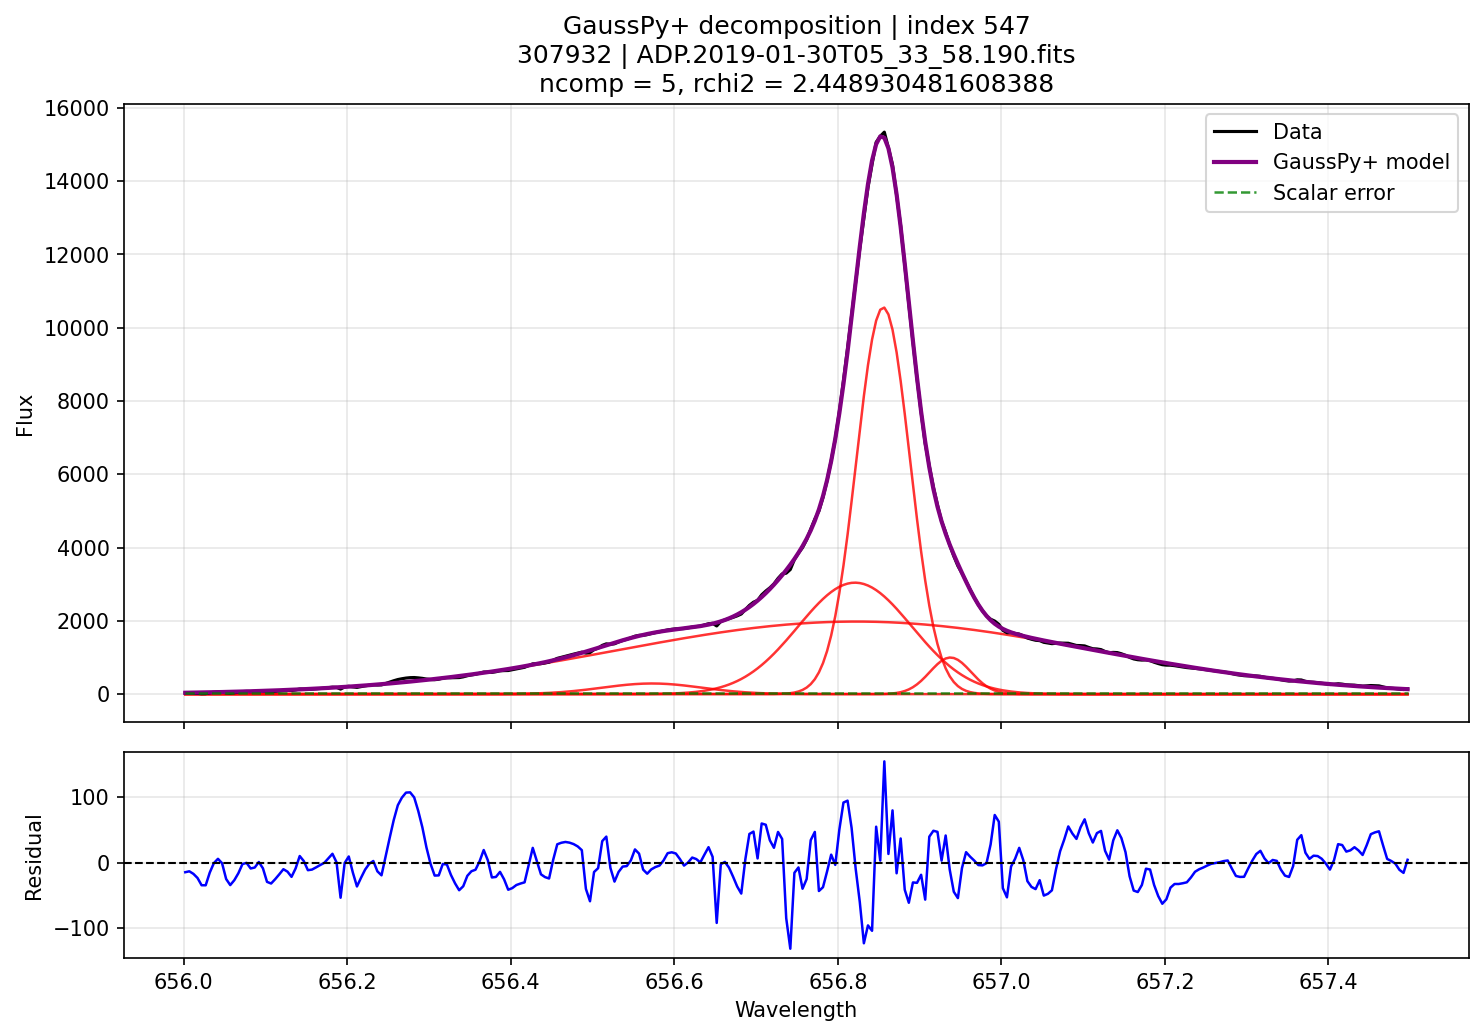 GaussPy+ decomposition | index 547
307932 | ADP.2019-01-30T05_33_58.190.fits
ncomp = 5, rchi2 = 2.448930481608388
16000
14000
12000
10000
8000
6000
4000
2000
0
Flux
Data
GaussPy+ model
Scalar error
100
0
−100
Residual
656.0
656.2
656.4
656.6
656.8
657.0
657.2
657.4
Wavelength